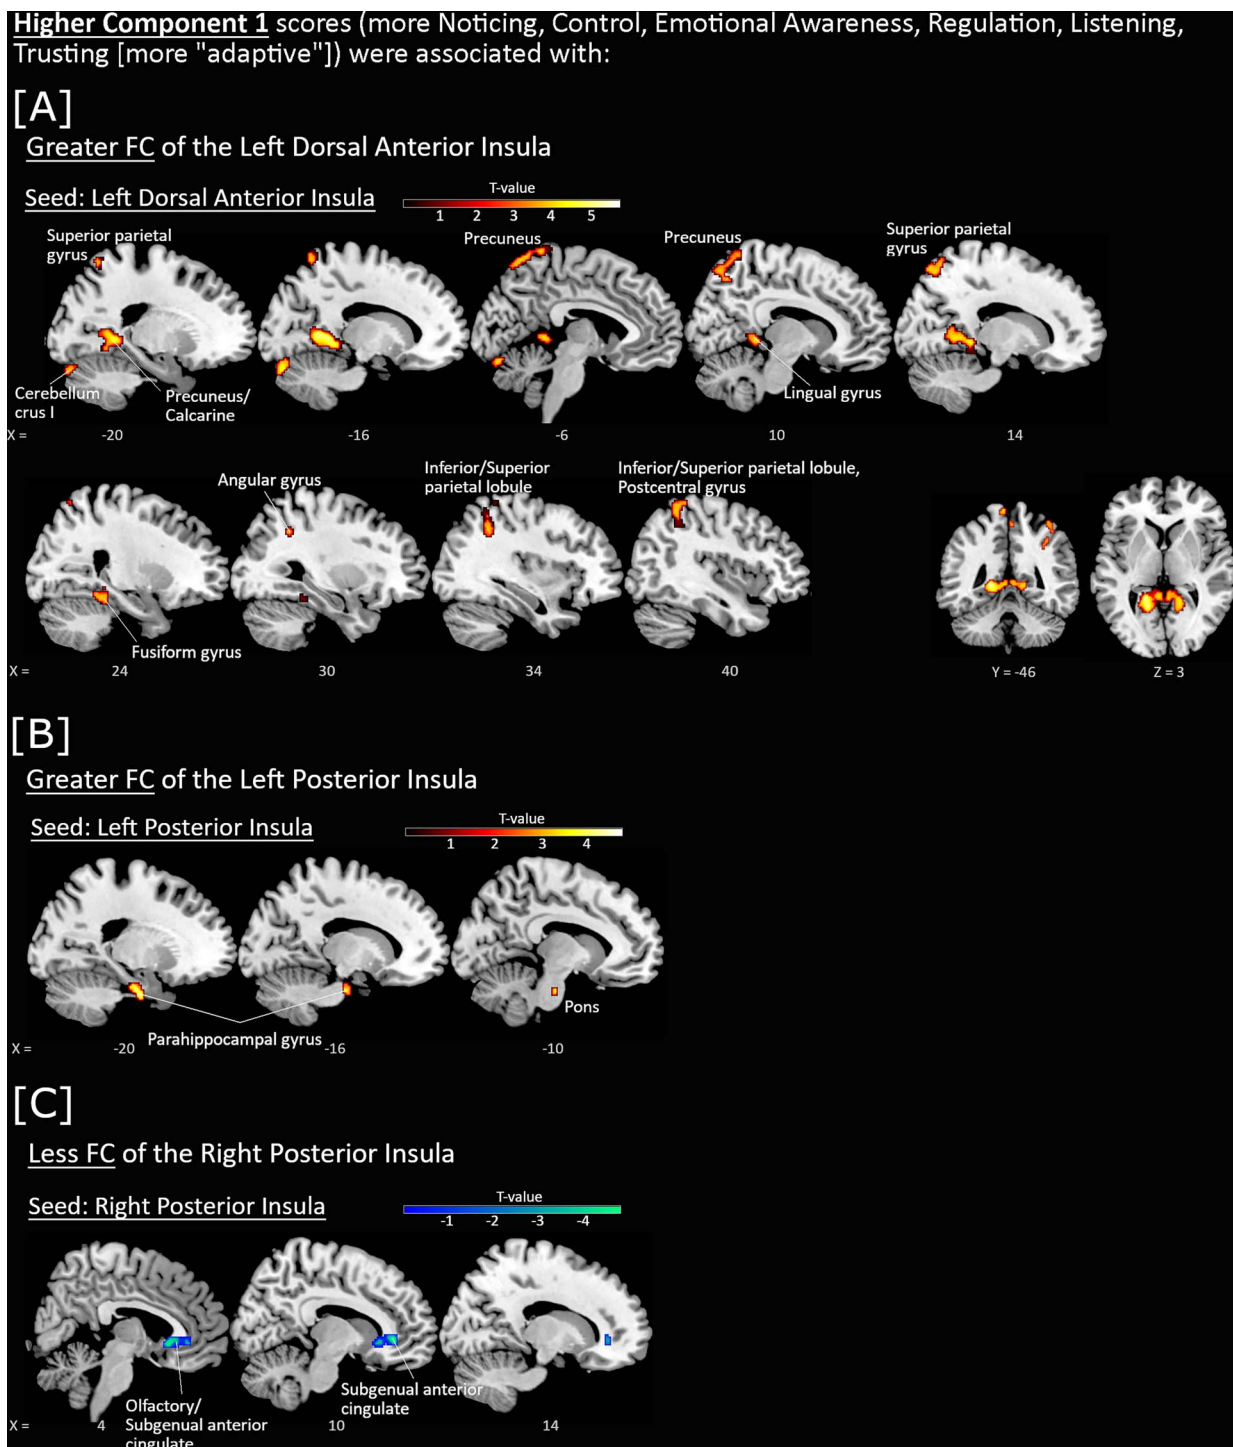 Higher Component 1 scores (more Noticing, Control, Emotional Awareness, Regulation, Listening,
Trusting [more "adaptive"]) were associated with:
[A]
Greater FC of the Left Dorsal Anterior Insula
Seed: Left Dorsal Anterior Insula
T-value
1 2 3 4 5
Superior parietal
gyrus
Precuneus
Precuneus
Superior parietal
gyrus
Cerebellum
crus I
Precuneus/
Calcarine
Lingual gyrus
X = -20 -16 -6 10 14
Angular gyrus
Inferior/Superior
parietal lobule
Inferior/Superior parietal lobule,
Postcentral gyrus
Fusiform gyrus
X = 24 30 34 40 Y = -46 Z = 3
[B]
Greater FC of the Left Posterior Insula
Seed: Left Posterior Insula
T-value
1 2 3 4
Pons
Parahippocampal gyrus
X = -20 -16 -10
[C]
Less FC of the Right Posterior Insula
Seed: Right Posterior Insula
T-value
-1 -2 -3 -4
Subgenual anterior
cingulate
Olfactory/
Subgenual anterior
cingulate
X = 4 10 14